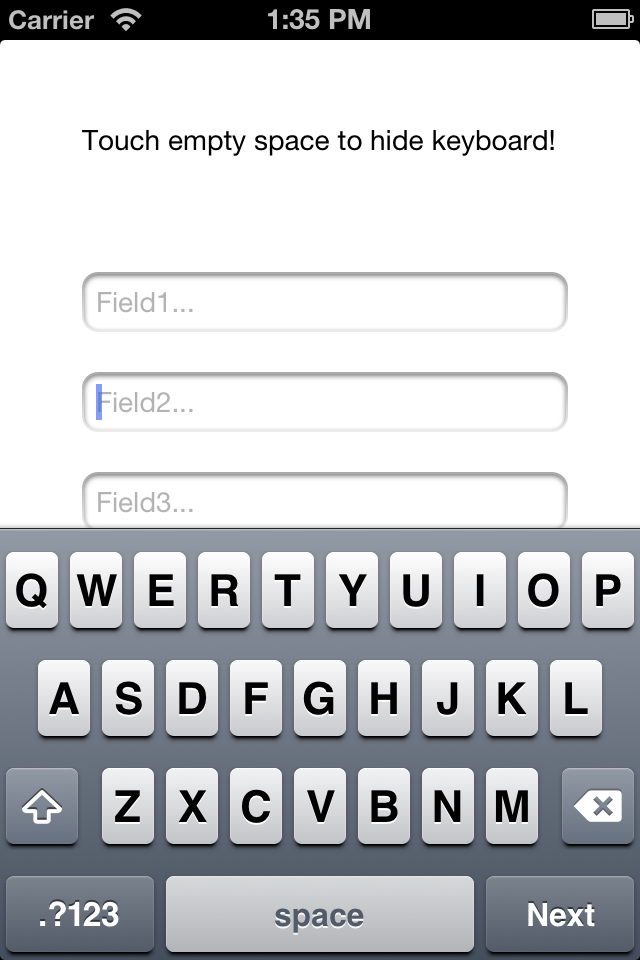 Carrier 1:35 PM
Touch empty space to hide keyboard!
Field1...
Field2...
Field3...
Q W E R T Y U I O P
A S D F G H J K L
Z X C V B N M
.?123 space Next